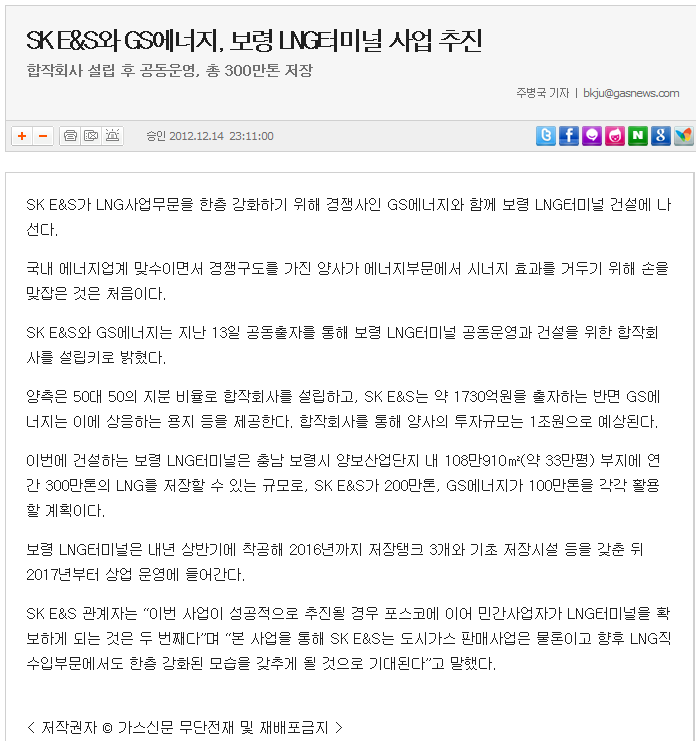 SK E&S와 GS에너지, 보령 LNG터미널 사업 추진
합작회사 설립 후 공동운영, 총 300만톤 저장
주병국 기자 | bkju@gasnews.com
승인 2012.12.14 23:11:00
SK E&S가 LNG사업무문을 한층 강화하기 위해 경쟁사인 GS에너지와 함께 보령 LNG터미널 건설에 나
선다.
국내 에너지업계 맞수이면서 경쟁구도를 가진 양사가 에너지부문에서 시너지 효과를 거두기 위해 손을
맞잡은 것은 처음이다.
SK E&S와 GS에너지는 지난 13일 공동출자를 통해 보령 LNG터미널 공동운영과 건설을 위한 합작회
사를 설립키로 밝혔다.
양측은 50대 50의 지분 비율로 합작회사를 설립하고, SK E&S는 약 1730억원을 출자하는 반면 GS에
너지는 이에 상응하는 용지 등을 제공한다. 합작회사를 통해 양사의 투자규모는 1조원으로 예상된다.
이번에 건설하는 보령 LNG터미널은 충남 보령시 양보산업단지 내 108만910㎡(약 33만평) 부지에 연
간 300만톤의 LNG를 저장할 수 있는 규모로, SK E&S가 200만톤, GS에너지가 100만톤을 각각 활용
할 계획이다.
보령 LNG터미널은 내년 상반기에 착공해 2016년까지 저장탱크 3개와 기초 저장시설 등을 갖춘 뒤
2017년부터 상업 운영에 들어간다.
SK E&S 관계자는 “이번 사업이 성공적으로 추진될 경우 포스코에 이어 민간사업자가 LNG터미널을 확
보하게 되는 것은 두 번째다”며 “본 사업을 통해 SK E&S는 도시가스 판매사업은 물론이고 향후 LNG직
수입부문에서도 한층 강화된 모습을 갖추게 될 것으로 기대된다”고 말했다.
< 저작권자 © 가스신문 무단전재 및 재배포금지 >